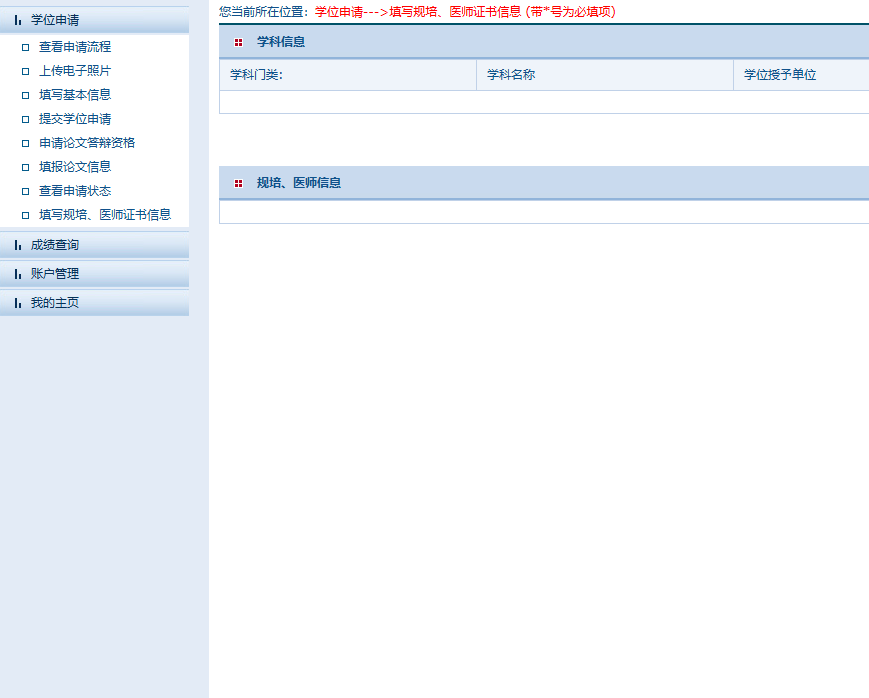 学位申请
查看申请流程
上传电子照片
填写基本信息
提交学位申请
申请论文答辩资格
填报论文信息
查看申请状态
填写规培、医师证书信息
成绩查询
账户管理
我的主页
您当前所在位置：学位申请--->填写规培、医师证书信息 (带*号为必填项)
学科信息
学科门类: 学科名称 学位授予单位
规培、医师信息